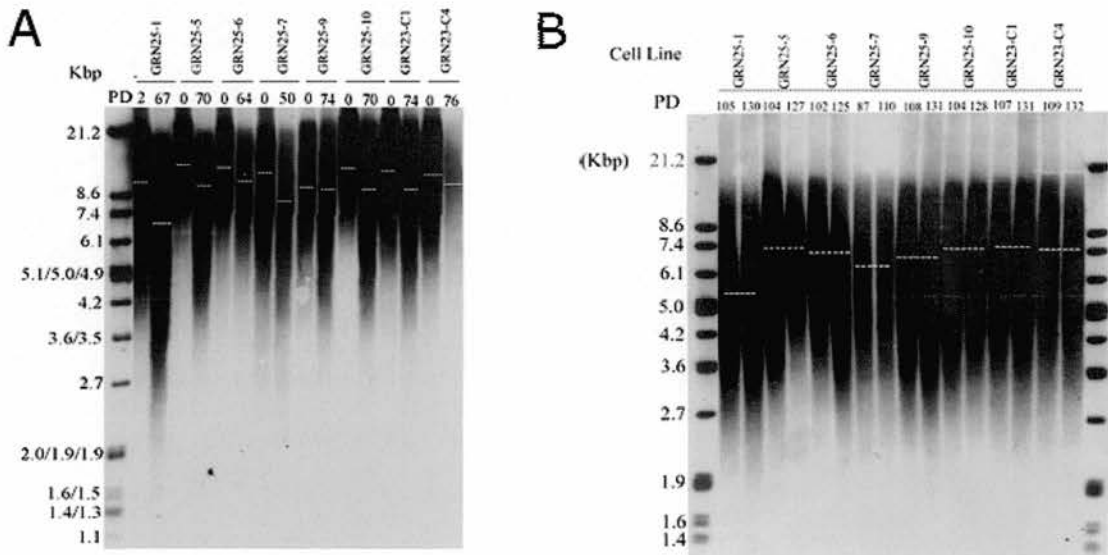 A
B
GRN25-1 GRN25-5 GRN25-6 GRN25-7 GRN25-9 GRN25-10 GRN23-C1 GRN23-C4
Kbp
PD 2 67 0 70 0 64 0 50 0 74 0 70 0 74 0 76
21.2
8.6
7.4
6.1
5.1/5.0/4.9
4.2
3.6/3.5
2.7
2.0/1.9/1.9
1.6/1.5
1.4/1.3
1.1
Cell Line GRN25-1 GRN25-5 GRN25-6 GRN25-7 GRN25-9 GRN25-10 GRN23-C1 GRN23-C4
PD 105 130 104 127 102 125 87 110 108 131 104 128 107 131 109 132
(Kbp) 21.2
8.6
7.4
6.1
5.0
4.2
3.6
2.7
1.9
1.6
1.4